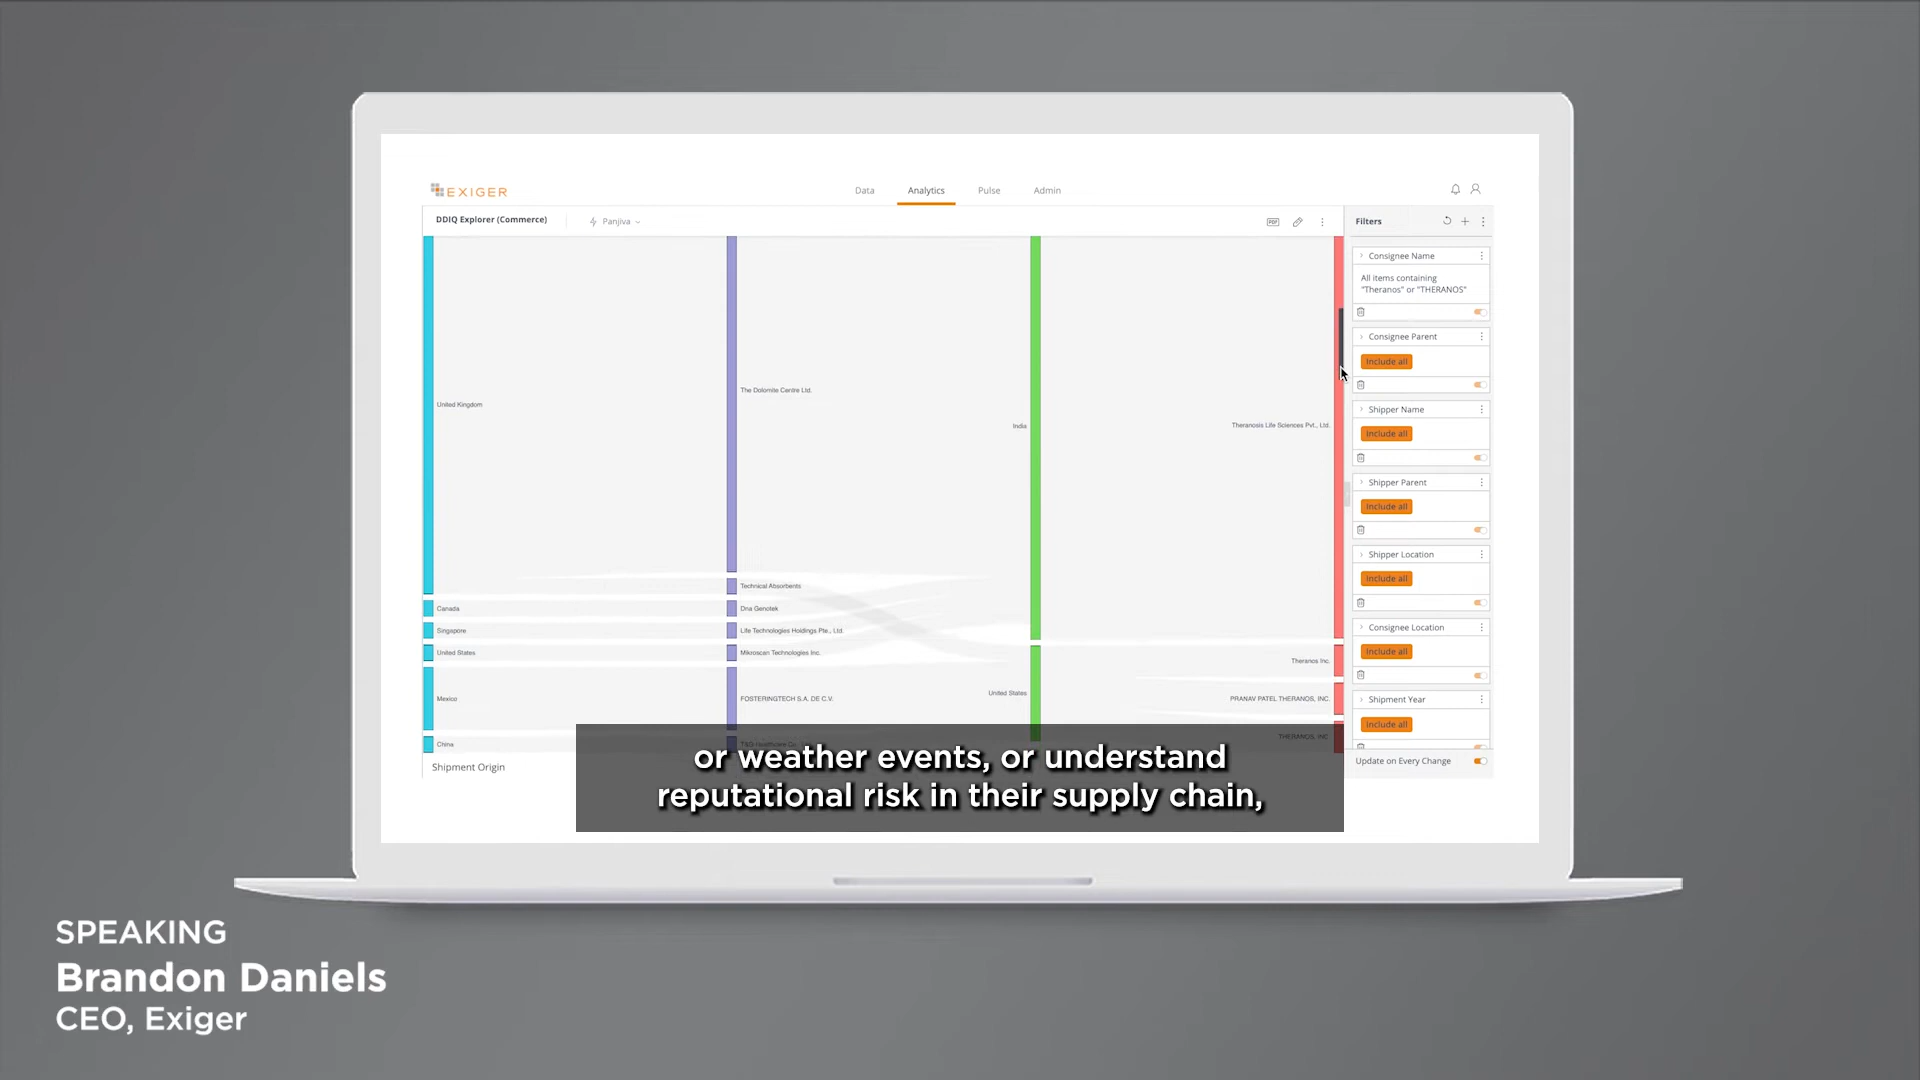 EXIGER
Data
Analytics
Pulse
Admin
DDIQ Explorer (Commerce)
Panjiva
PDF
Filters
Consignee Name
All items containing
"Theranos" or "THERANOS"
Consignee Parent
Include all
Shipper Name
Include all
Shipper Parent
Include all
Shipper Location
Include all
Consignee Location
Include all
Shipment Year
Include all
Update on Every Change
United Kingdom
The Dolomite Centre Ltd.
India
Theranosis Life Sciences Pvt., Ltd.
Technical Absorbents
Canada
Dna Genotek
Singapore
Life Technologies Holdings Pte., Ltd.
United States
Mikroscan Technologies Inc.
Theranos Inc.
Mexico
FOSTERINGTECH S.A. DE C.V.
United States
PRANAV PATEL THERANOS, INC.
China
THERANOS, INC
Shipment Origin
or weather events, or understand
reputational risk in their supply chain,
SPEAKING
Brandon Daniels
CEO, Exiger